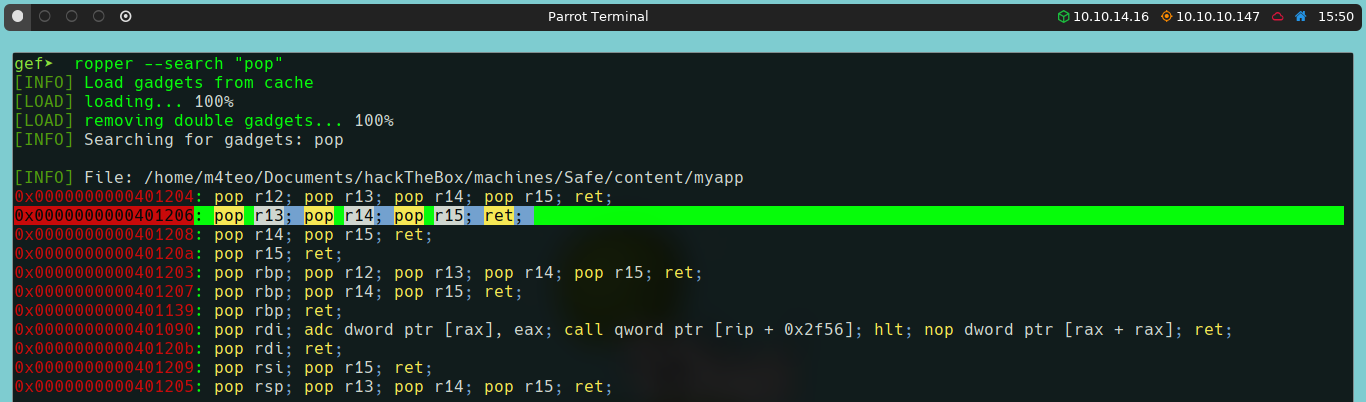 Parrot Terminal 10.10.14.16 10.10.10.147 15:50
gef➤  ropper --search "pop"
[INFO] Load gadgets from cache
[LOAD] loading... 100%
[LOAD] removing double gadgets... 100%
[INFO] Searching for gadgets: pop
[INFO] File: /home/m4teo/Documents/hackTheBox/machines/Safe/content/myapp
0x0000000000401204: pop r12; pop r13; pop r14; pop r15; ret;
0x0000000000401206: pop r13; pop r14; pop r15; ret;
0x0000000000401208: pop r14; pop r15; ret;
0x000000000040120a: pop r15; ret;
0x0000000000401203: pop rbp; pop r12; pop r13; pop r14; pop r15; ret;
0x0000000000401207: pop rbp; pop r14; pop r15; ret;
0x0000000000401139: pop rbp; ret;
0x0000000000401090: pop rdi; adc dword ptr [rax], eax; call qword ptr [rip + 0x2f56]; hlt; nop dword ptr [rax + rax]; ret;
0x000000000040120b: pop rdi; ret;
0x0000000000401209: pop rsi; pop r15; ret;
0x0000000000401205: pop rsp; pop r13; pop r14; pop r15; ret;